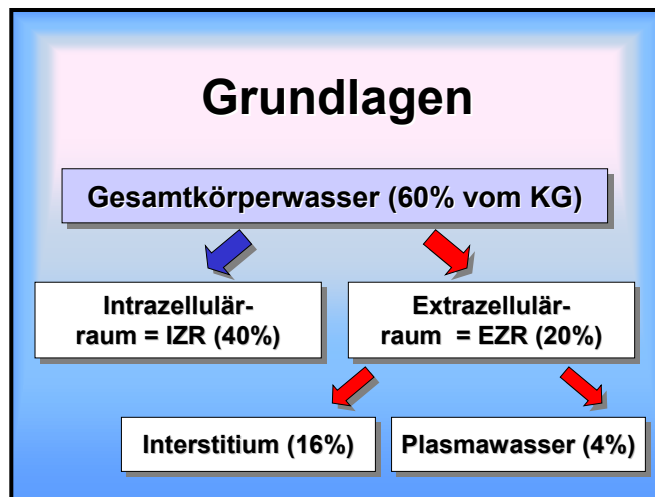 Grundlagen
Gesamtkörperwasser (60% vom KG)
Intrazellulär-
raum = IZR (40%)
Extrazellulär-
raum = EZR (20%)
Interstitium (16%)
Plasmawasser (4%)